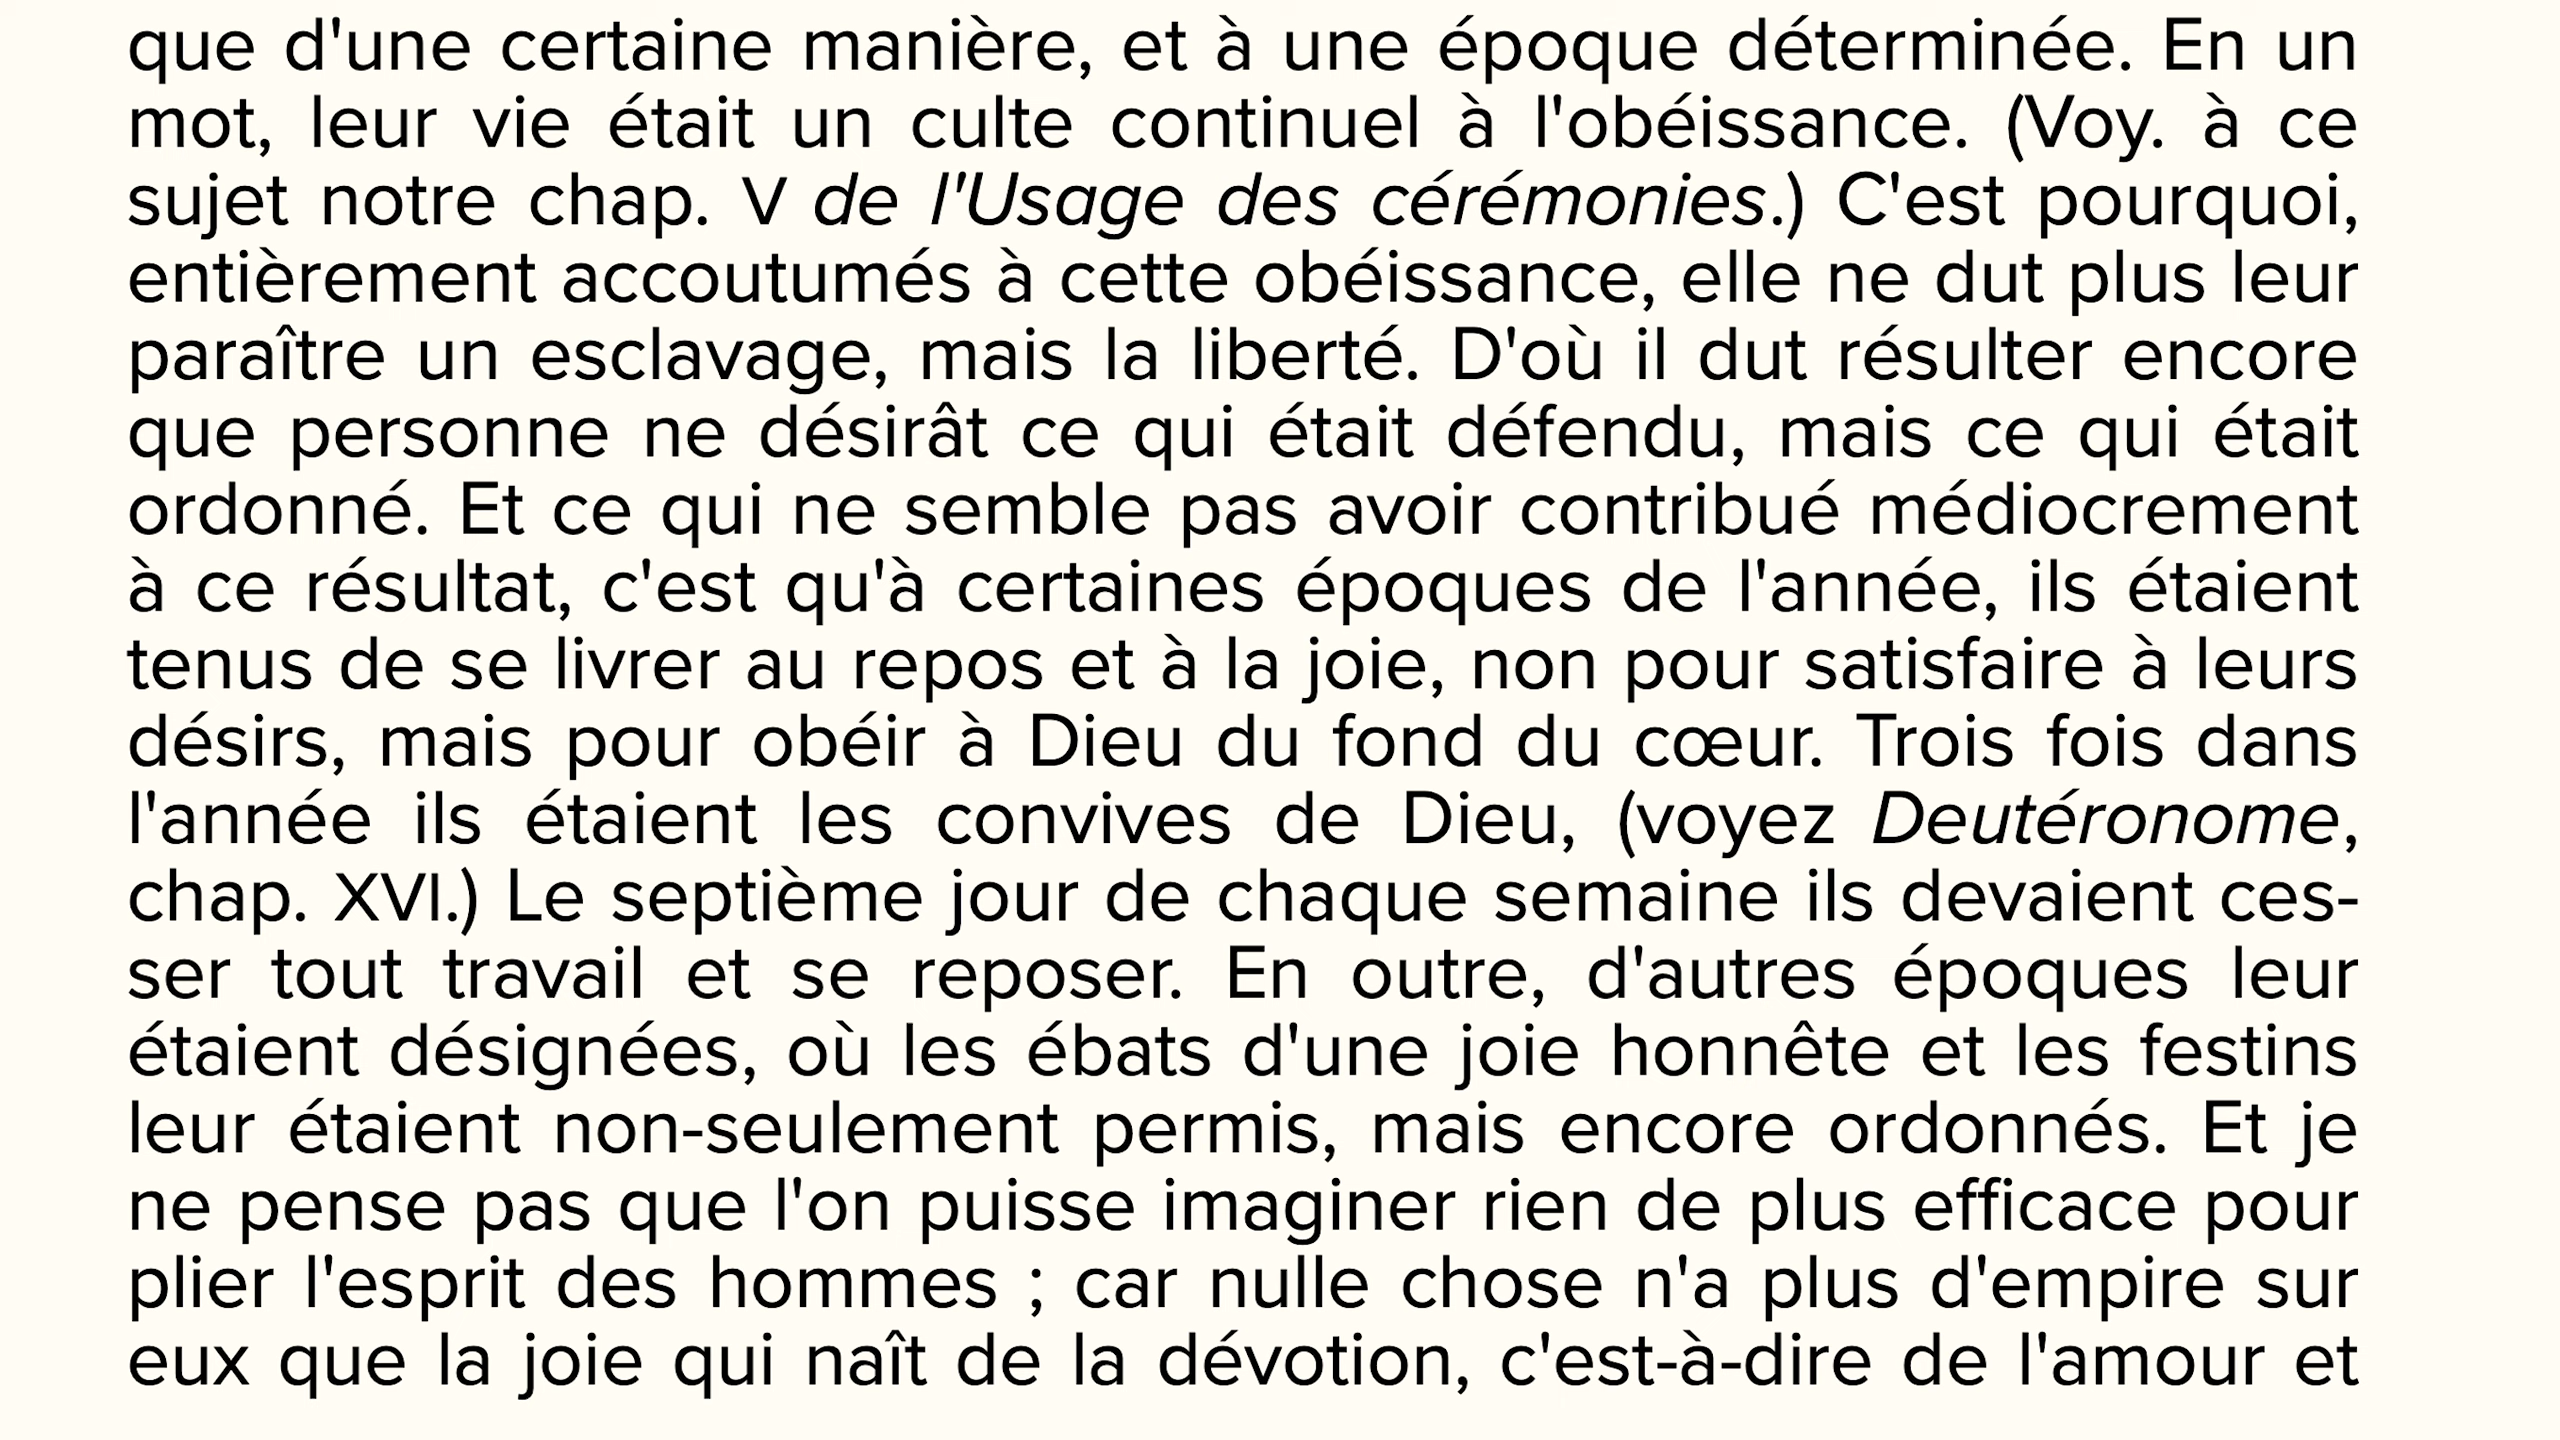 que d'une certaine manière, et à une époque déterminée. En un
mot, leur vie était un culte continuel à l'obéissance. (Voy. à ce
sujet notre chap. V de l'Usage des cérémonies.) C'est pourquoi,
entièrement accoutumés à cette obéissance, elle ne dut plus leur
paraître un esclavage, mais la liberté. D'où il dut résulter encore
que personne ne désirât ce qui était défendu, mais ce qui était
ordonné. Et ce qui ne semble pas avoir contribué médiocrement
à ce résultat, c'est qu'à certaines époques de l'année, ils étaient
tenus de se livrer au repos et à la joie, non pour satisfaire à leurs
désirs, mais pour obéir à Dieu du fond du cœur. Trois fois dans
l'année ils étaient les convives de Dieu, (voyez Deutéronome,
chap. XVI.) Le septième jour de chaque semaine ils devaient ces-
ser tout travail et se reposer. En outre, d'autres époques leur
étaient désignées, où les ébats d'une joie honnête et les festins
leur étaient non-seulement permis, mais encore ordonnés. Et je
ne pense pas que l'on puisse imaginer rien de plus efficace pour
plier l'esprit des hommes ; car nulle chose n'a plus d'empire sur
eux que la joie qui naît de la dévotion, c'est-à-dire de l'amour et